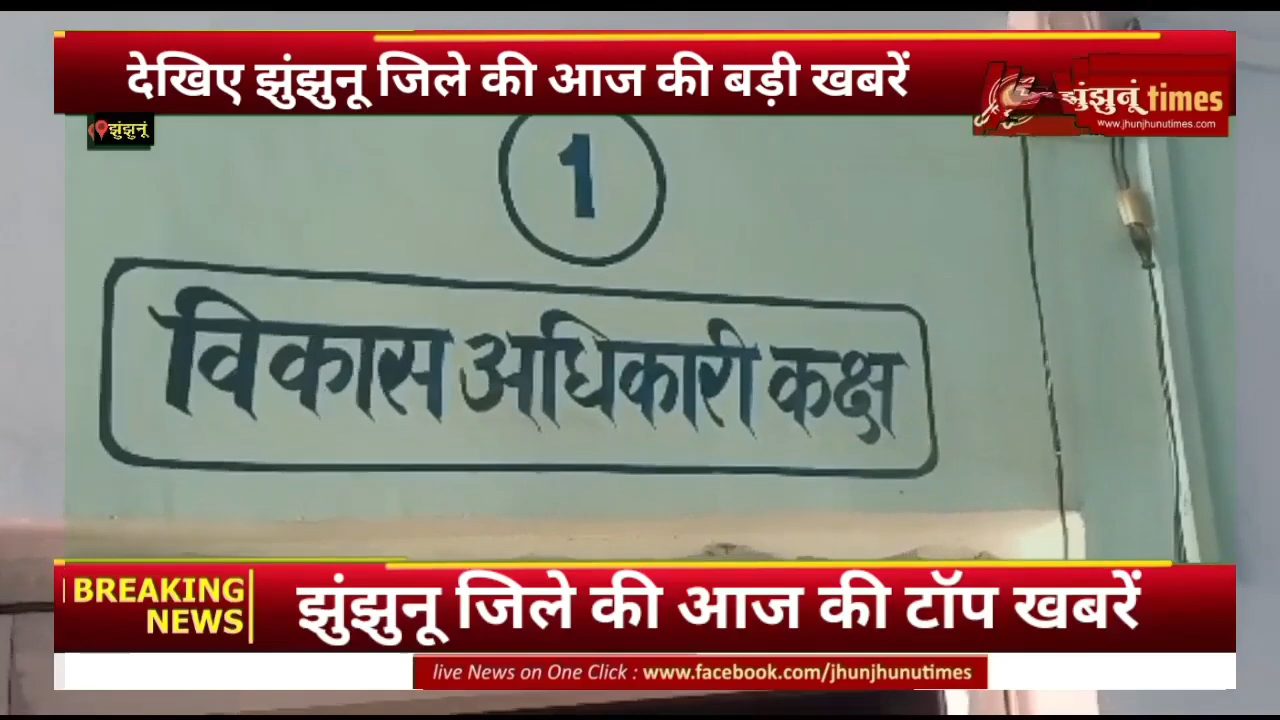 देखिए झुंझुनू जिले की आज की बड़ी खबरें
झुंझुनूं times
www.jhunjhunutimes.com
झुंझुनूं
1
विकास अधिकारी कक्ष
BREAKING
NEWS
झुंझुनू जिले की आज की टॉप खबरें
live News on One Click : www.facebook.com/jhunjhunutimes